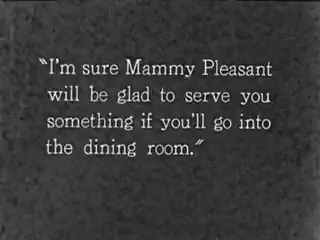 "I'm sure Mammy Pleasant
will be glad to serve you
something if you'll go into
the dining room."